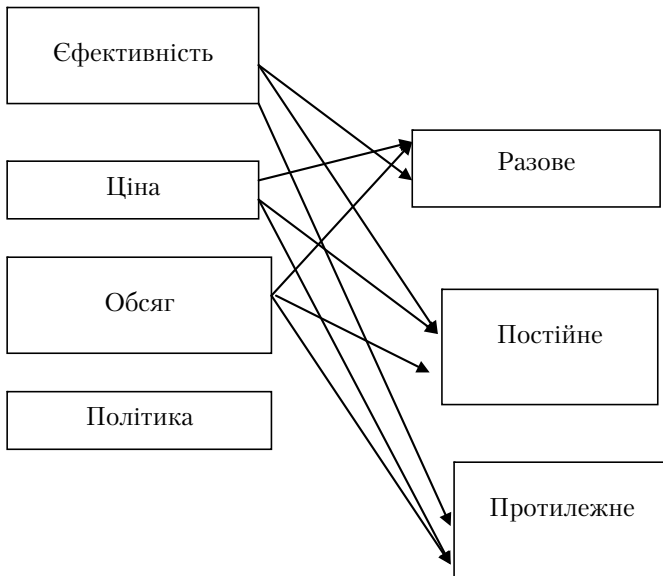 Єфективність
Ціна
Обсяг
Політика
Разове
Постійне
Протилежне